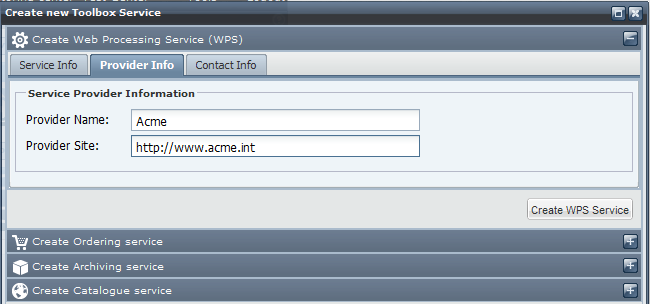 Create new Toolbox Service
Create Web Processing Service (WPS)
Service Info Provider Info Contact Info
Service Provider Information
Provider Name: Acme
Provider Site: http://www.acme.int
Create WPS Service
Create Ordering service
Create Archiving service
Create Catalogue service